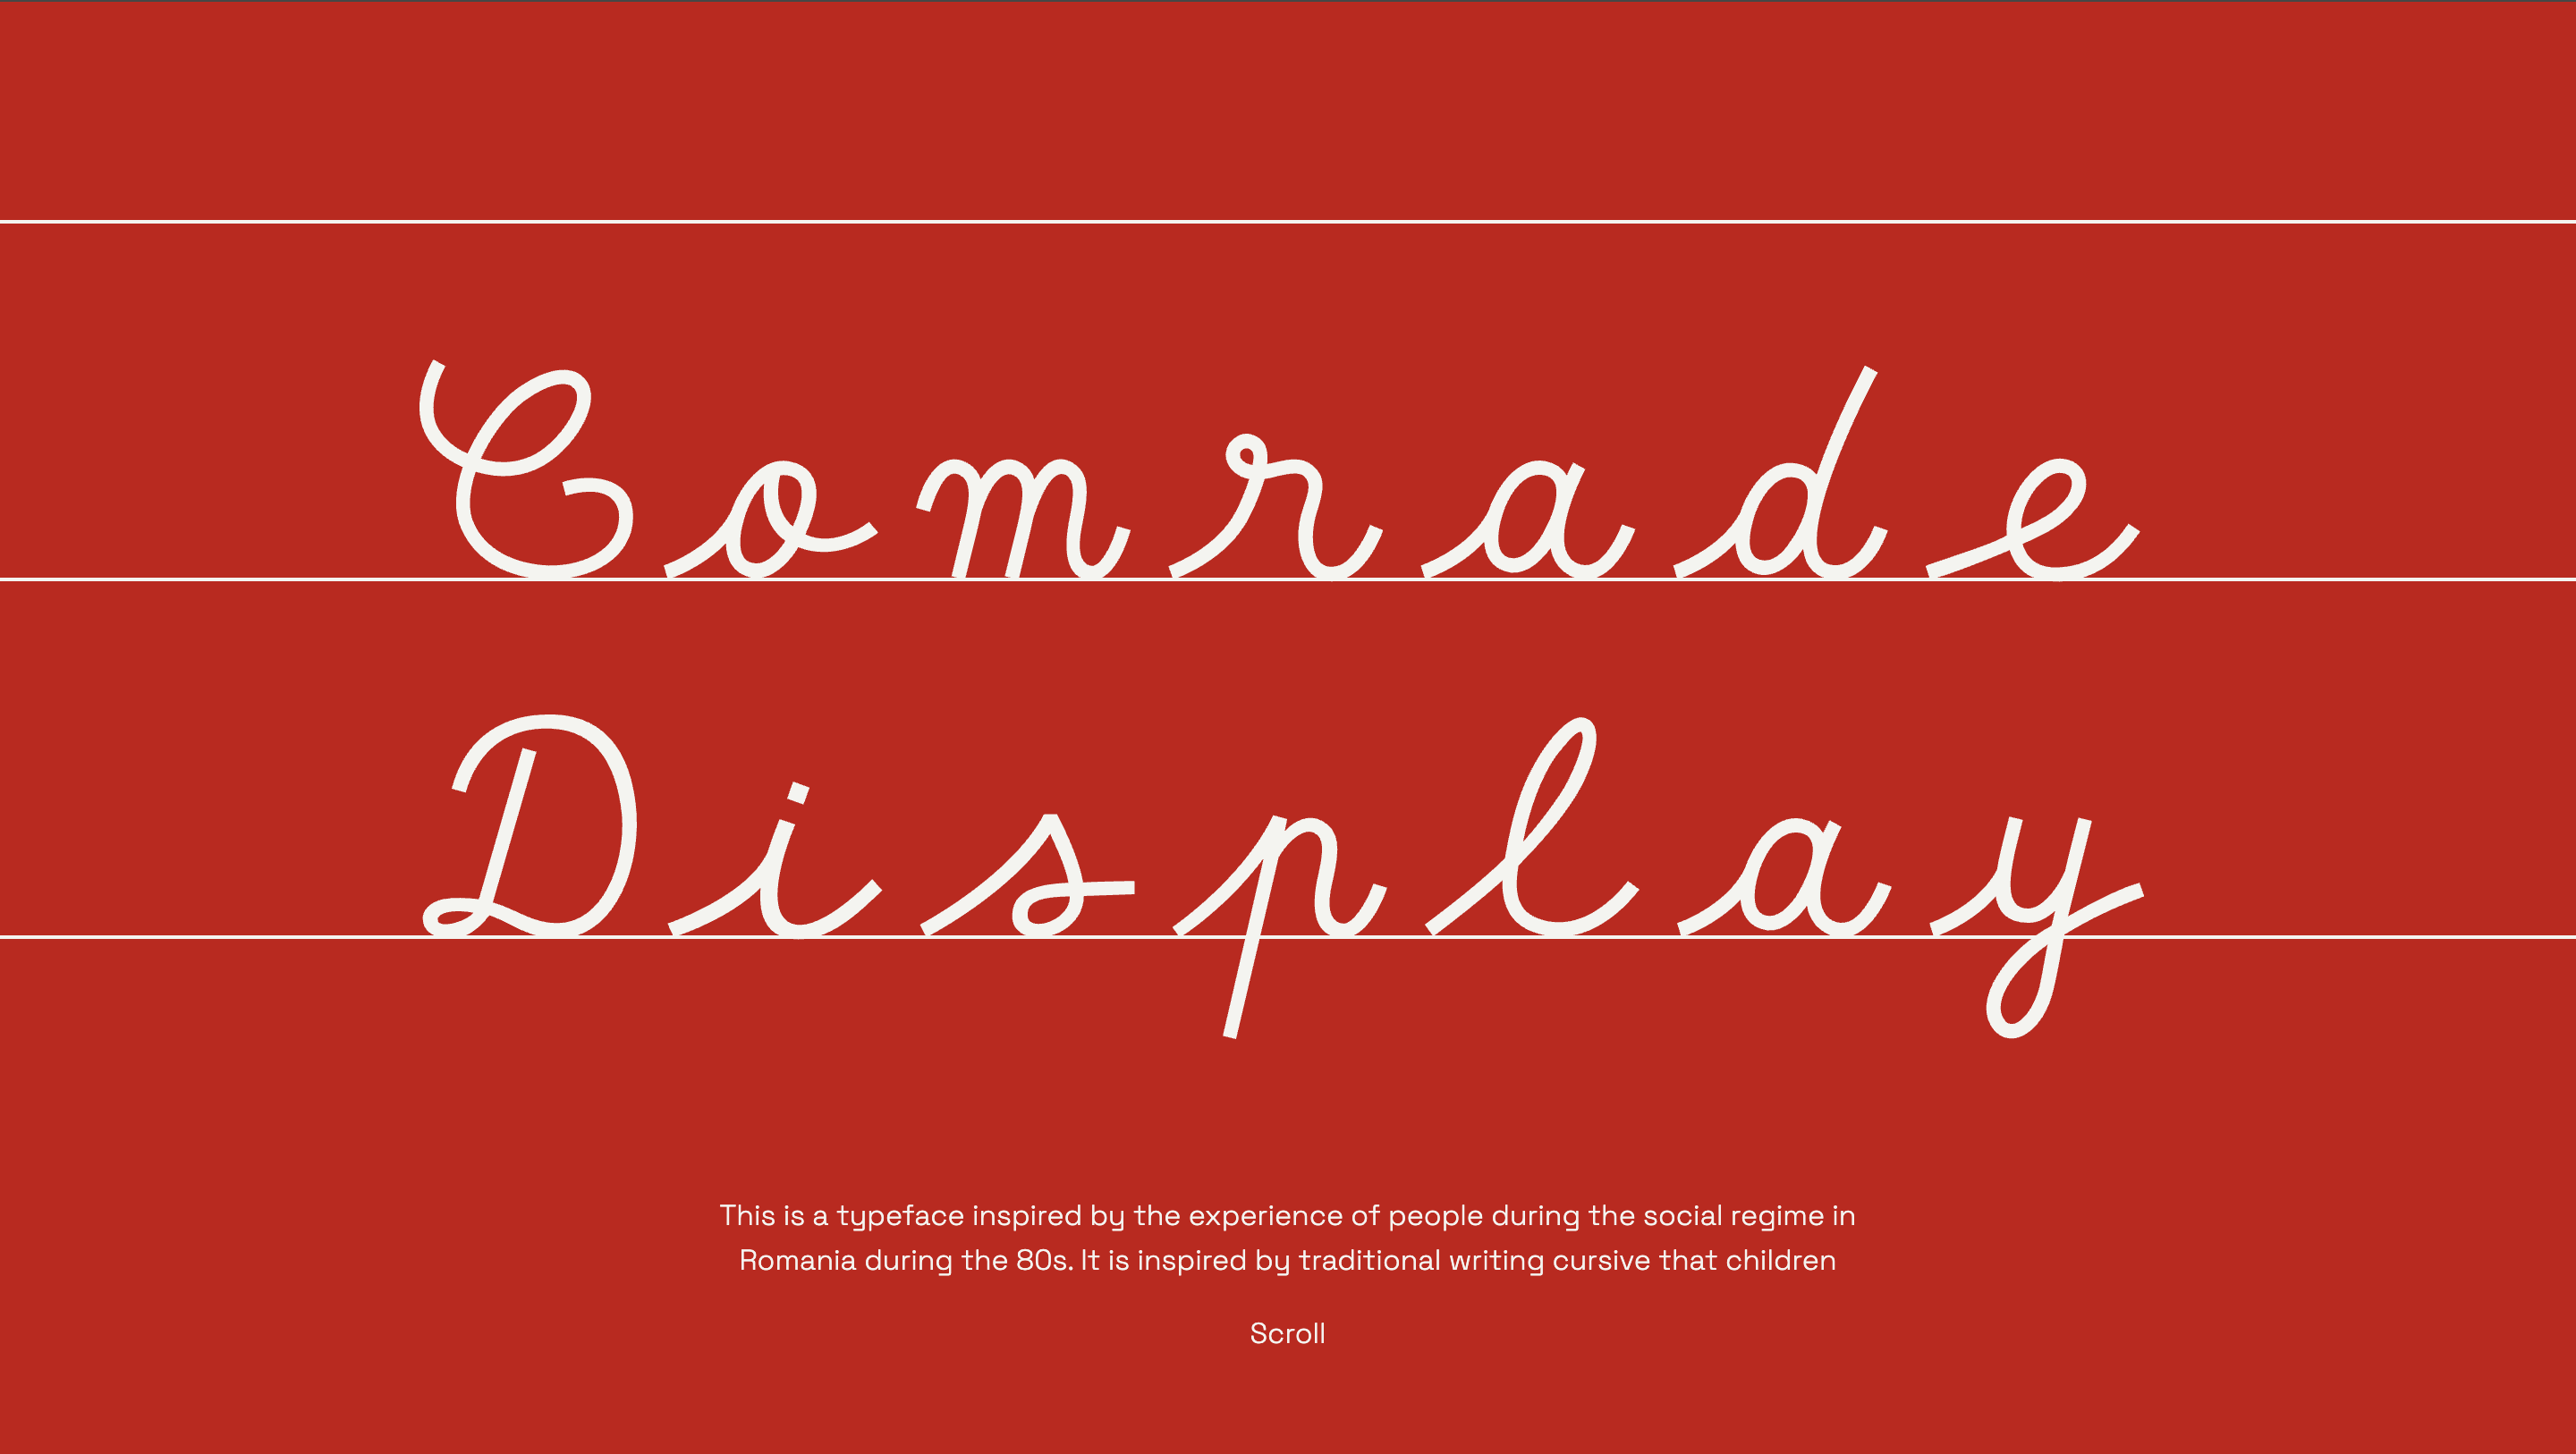 Comrade
Display
This is a typeface inspired by the experience of people during the social regime in
Romania during the 80s. It is inspired by traditional writing cursive that children
Scroll